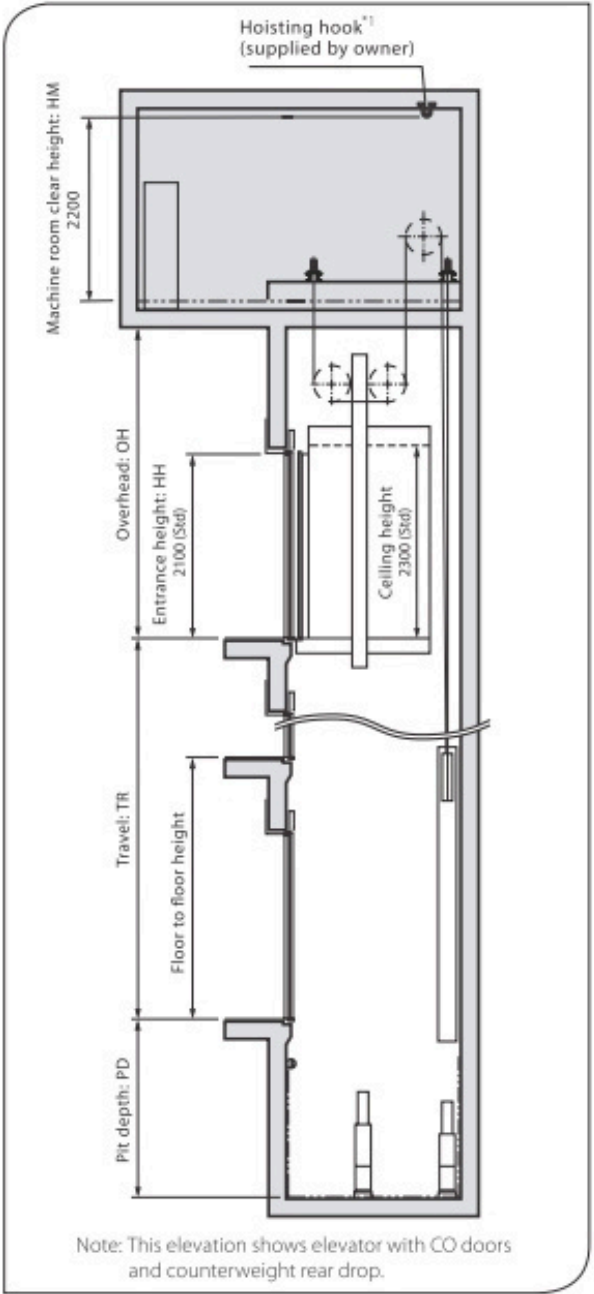 Hoisting hook*1
(supplied by owner)
Machine room clear height: HM
2200
Overhead: OH
Entrance height: HH
2100 (Std)
Ceiling height
2300 (Std)
Travel: TR
Floor to floor height
Pit depth: PD
Note: This elevation shows elevator with CO doors
and counterweight rear drop.